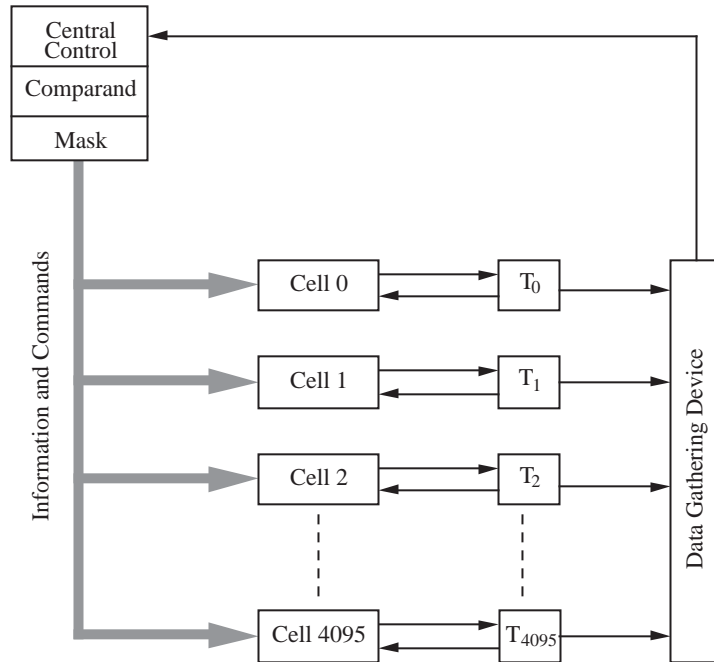 Central
Control
Comparand
Mask
Information and Commands
Cell 0
T0
Cell 1
T1
Cell 2
T2
Cell 4095
T4095
Data Gathering Device